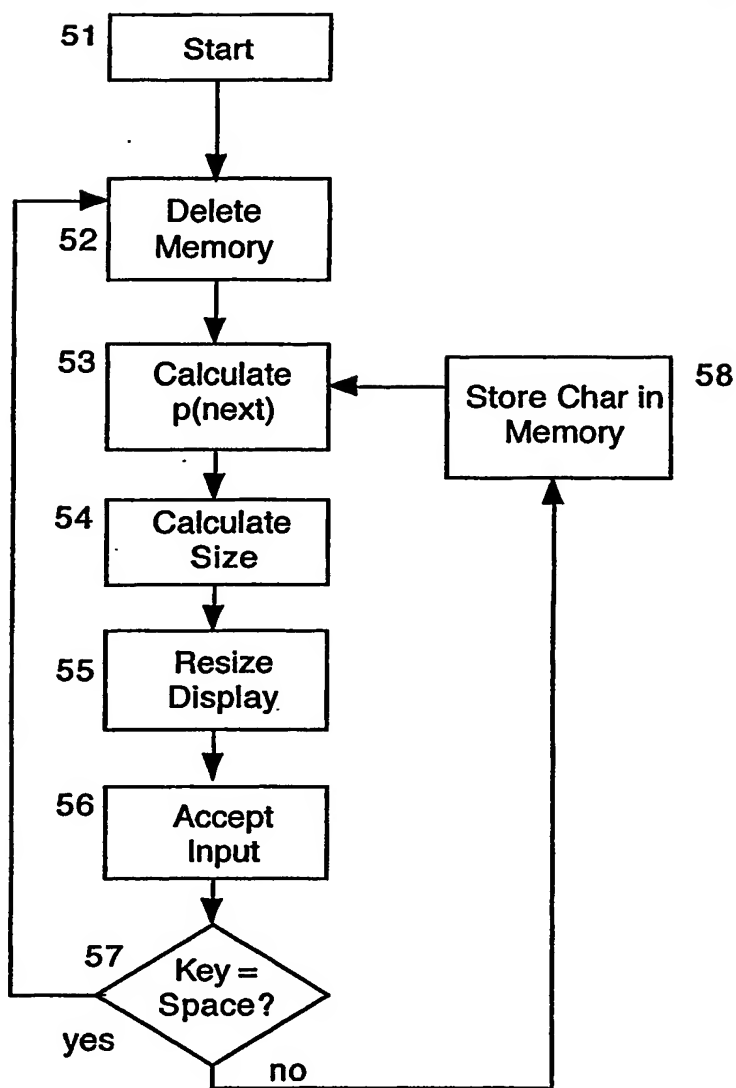 51
Start
52
Delete
Memory
53
Calculate
p(next)
58
Store Char in
Memory
54
Calculate
Size
55
Resize
Display
56
Accept
Input
57
Key =
Space?
yes
no